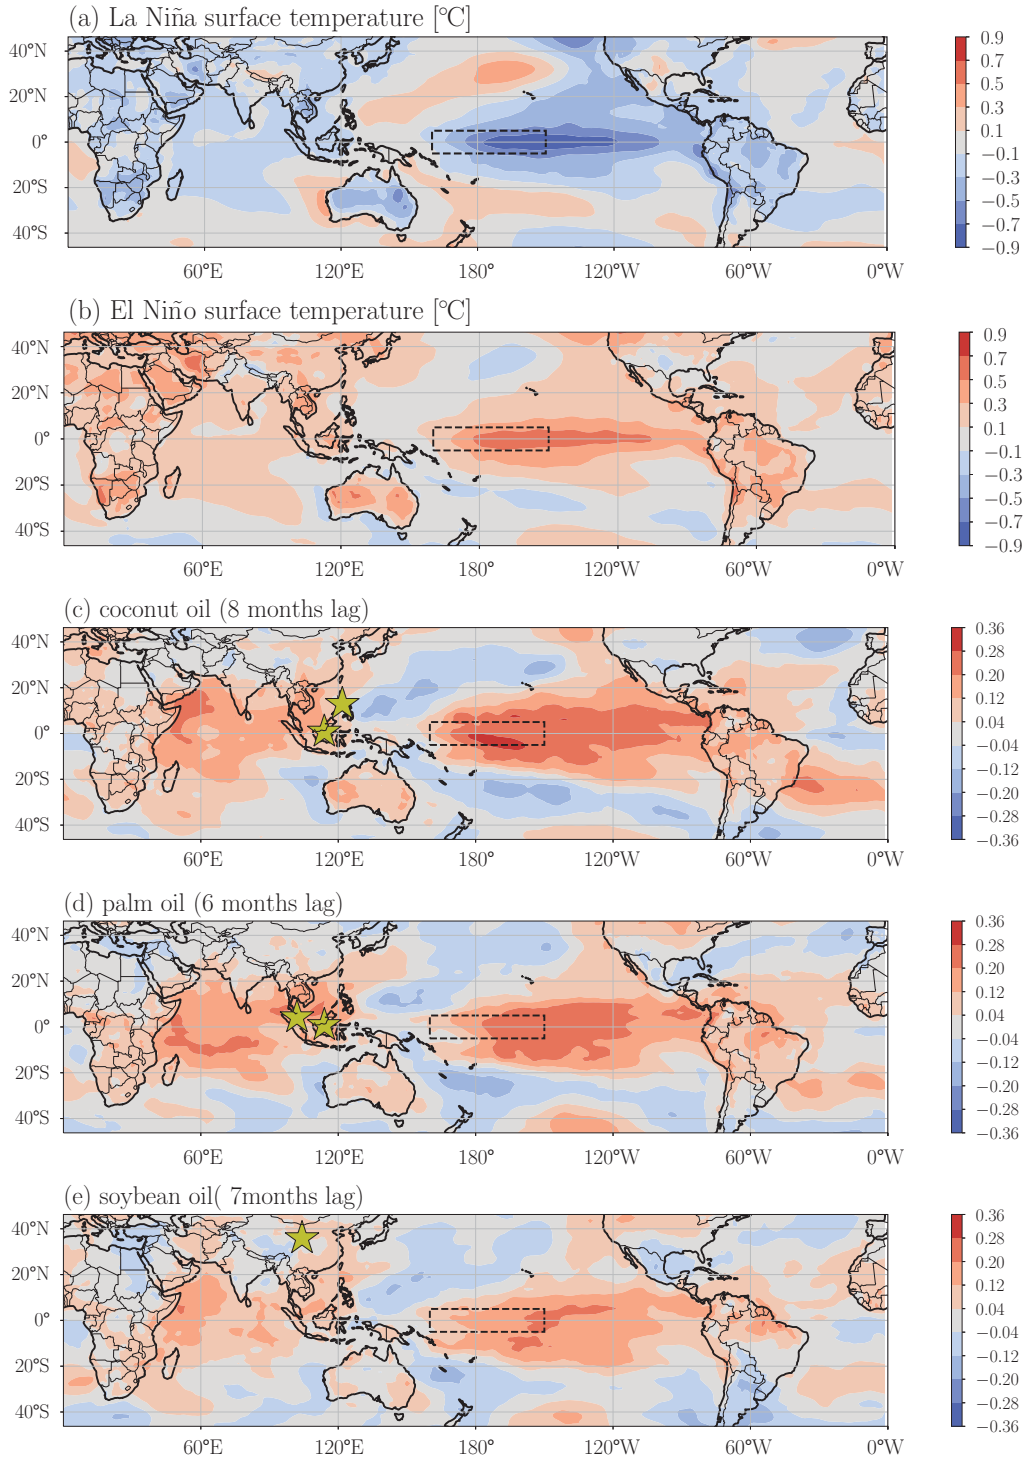 (a) La Niña surface temperature [°C]
40°N
20°N
0°
20°S
40°S
60°E 120°E 180° 120°W 60°W 0°W
0.9
0.7
0.5
0.3
0.1
−0.1
−0.3
−0.5
−0.7
−0.9
(b) El Niño surface temperature [°C]
40°N
20°N
0°
20°S
40°S
60°E 120°E 180° 120°W 60°W 0°W
0.9
0.7
0.5
0.3
0.1
−0.1
−0.3
−0.5
−0.7
−0.9
(c) coconut oil (8 months lag)
40°N
20°N
0°
20°S
40°S
60°E 120°E 180° 120°W 60°W 0°W
0.36
0.28
0.20
0.12
0.04
−0.04
−0.12
−0.20
−0.28
−0.36
(d) palm oil (6 months lag)
40°N
20°N
0°
20°S
40°S
60°E 120°E 180° 120°W 60°W 0°W
0.36
0.28
0.20
0.12
0.04
−0.04
−0.12
−0.20
−0.28
−0.36
(e) soybean oil( 7months lag)
40°N
20°N
0°
20°S
40°S
60°E 120°E 180° 120°W 60°W 0°W
0.36
0.28
0.20
0.12
0.04
−0.04
−0.12
−0.20
−0.28
−0.36